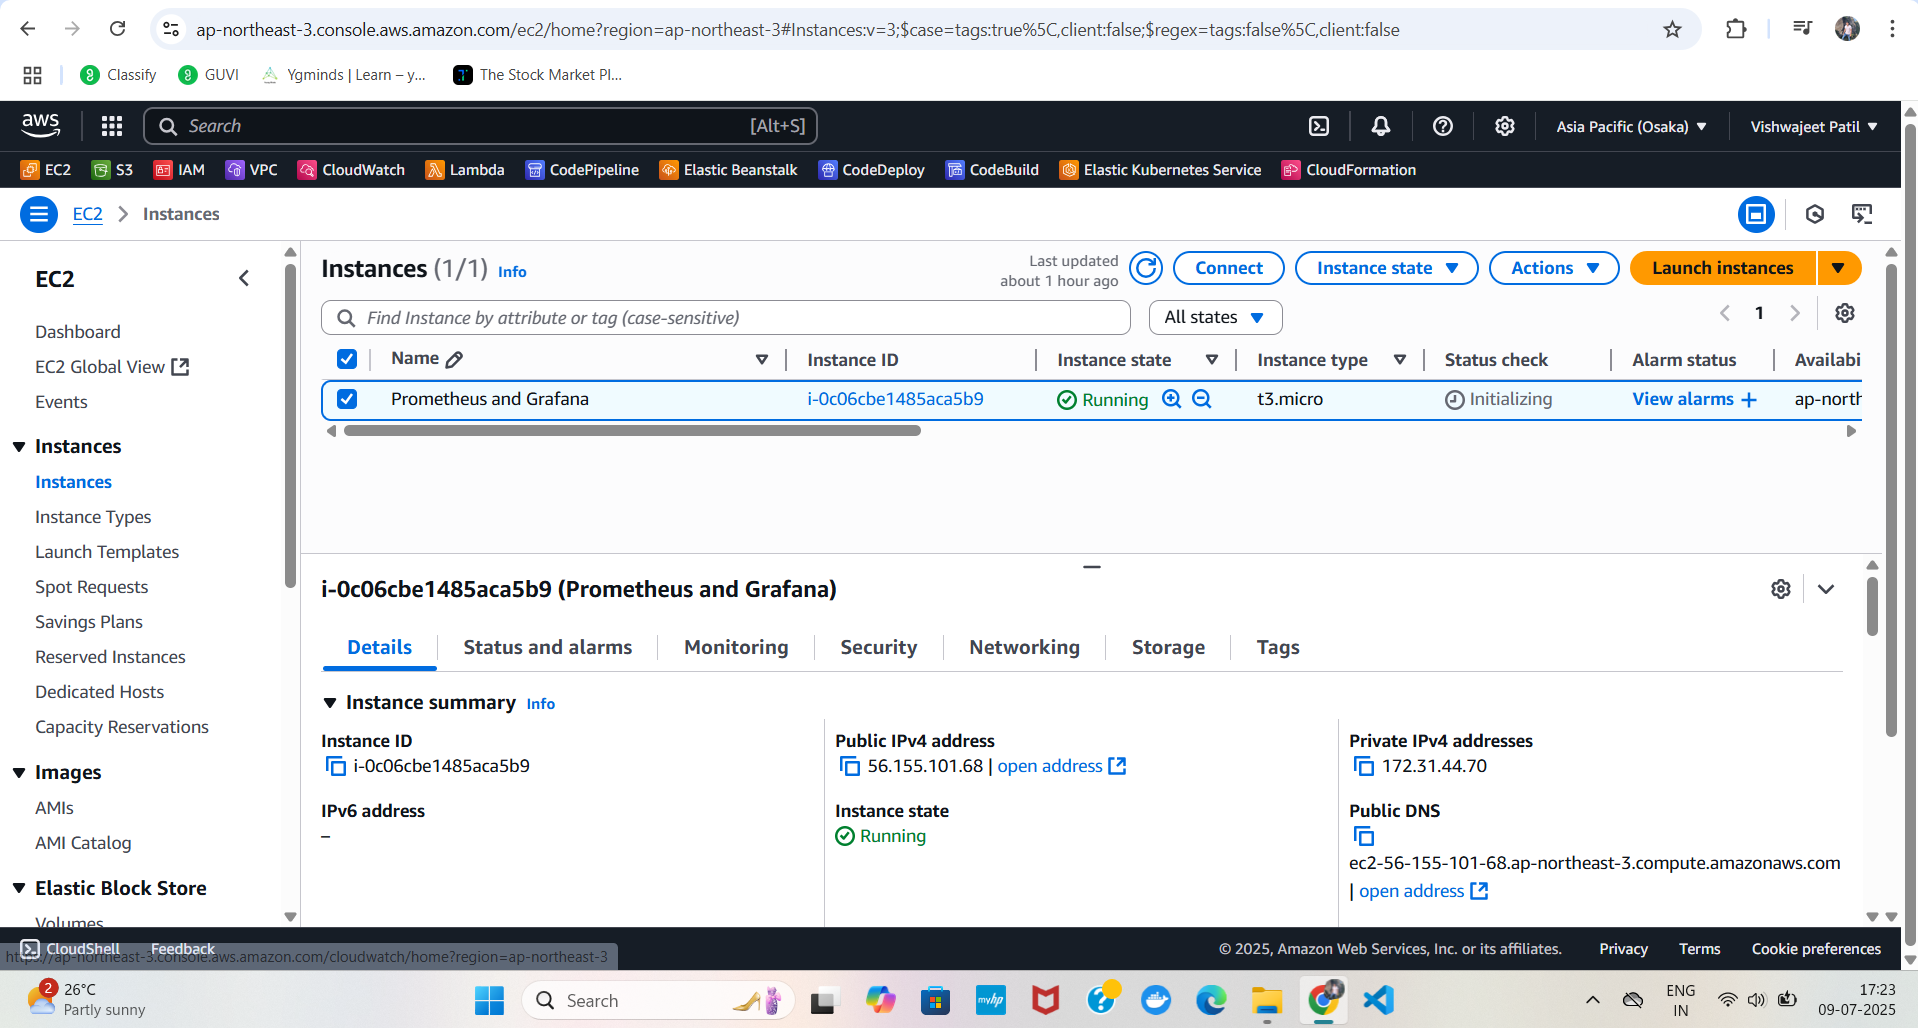 ap-northeast-3.console.aws.amazon.com/ec2/home?region=ap-northeast-3#Instances:v=3;$case=tags:true%5C,client:false;$regex=tags:false%5C,client:false
Classify GUVI Ygminds | Learn – y... The Stock Market Pl...
aws Search [Alt+S] Asia Pacific (Osaka) Vishwajeet Patil
EC2 S3 IAM VPC CloudWatch Lambda CodePipeline Elastic Beanstalk CodeDeploy CodeBuild Elastic Kubernetes Service CloudFormation
EC2 Instances
EC2
Dashboard
EC2 Global View
Events
Instances
Instances
Instance Types
Launch Templates
Spot Requests
Savings Plans
Reserved Instances
Dedicated Hosts
Capacity Reservations
Images
AMIs
AMI Catalog
Elastic Block Store
Volumes
Instances (1/1) Info
Last updated
about 1 hour ago
Connect Instance state Actions Launch instances
Find Instance by attribute or tag (case-sensitive) All states 1
Name Instance ID Instance state Instance type Status check Alarm status Availabi
Prometheus and Grafana i-0c06cbe1485aca5b9 Running t3.micro Initializing View alarms + ap-north
i-0c06cbe1485aca5b9 (Prometheus and Grafana)
Details Status and alarms Monitoring Security Networking Storage Tags
Instance summary Info
Instance ID
i-0c06cbe1485aca5b9
IPv6 address
–
Public IPv4 address
56.155.101.68 | open address
Instance state
Running
Private IPv4 addresses
172.31.44.70
Public DNS
ec2-56-155-101-68.ap-northeast-3.compute.amazonaws.com
| open address
CloudShell Feedback © 2025, Amazon Web Services, Inc. or its affiliates. Privacy Terms Cookie preferences
https://ap-northeast-3.console.aws.amazon.com/cloudwatch/home?region=ap-northeast-3
2 26°C
Partly sunny
Search
myhp
ENG
IN
17:23
09-07-2025